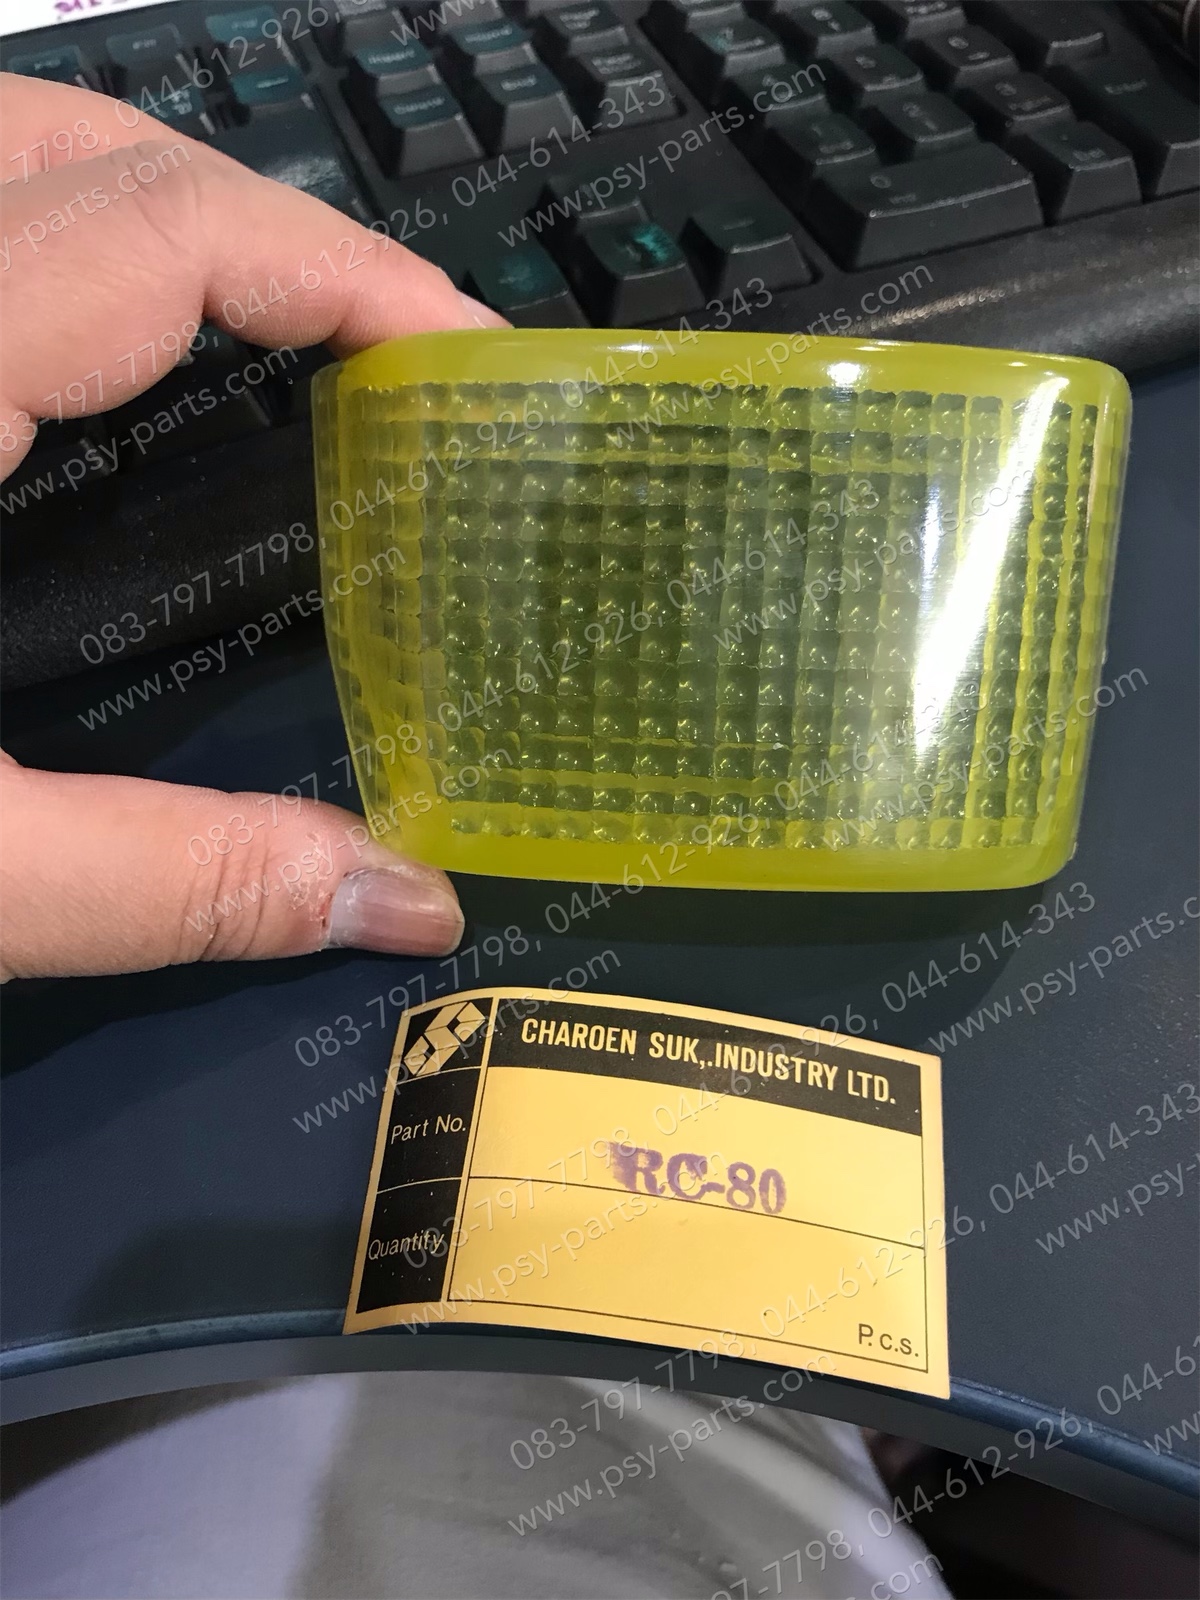 083-797-7798, 044-612-926, 044-614-343
www.psy-parts.com
CHAROEN SUK,.INDUSTRY LTD.
Part No.
RC-80
Quantity
P.c.s.